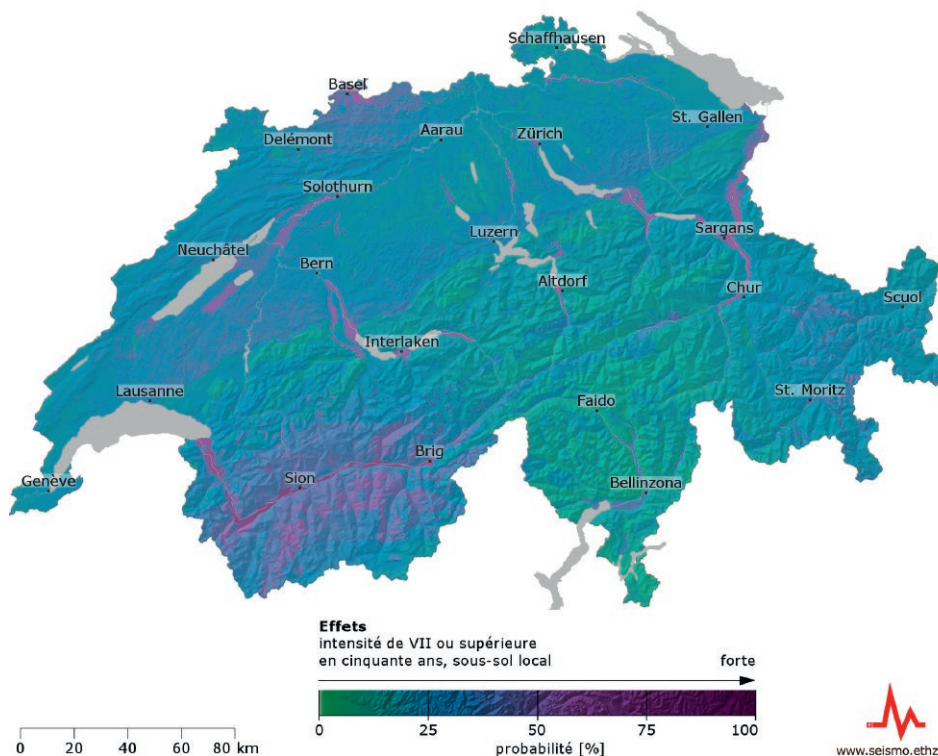 Schaffhausen
Basel
St. Gallen
Delémont
Aarau
Zürich
Solothurn
Neuchâtel
Luzern
Sargans
Bern
Altdorf
Chur
Scuol
Interlaken
Lausanne
Faido
St. Moritz
Brig
Genève
Sion
Bellinzona
Effets
intensité de VII ou supérieure
en cinquante ans, sous-sol local
forte
0 25 50 75 100
probabilité [%]
0 20 40 60 80 km
www.seismo.ethz